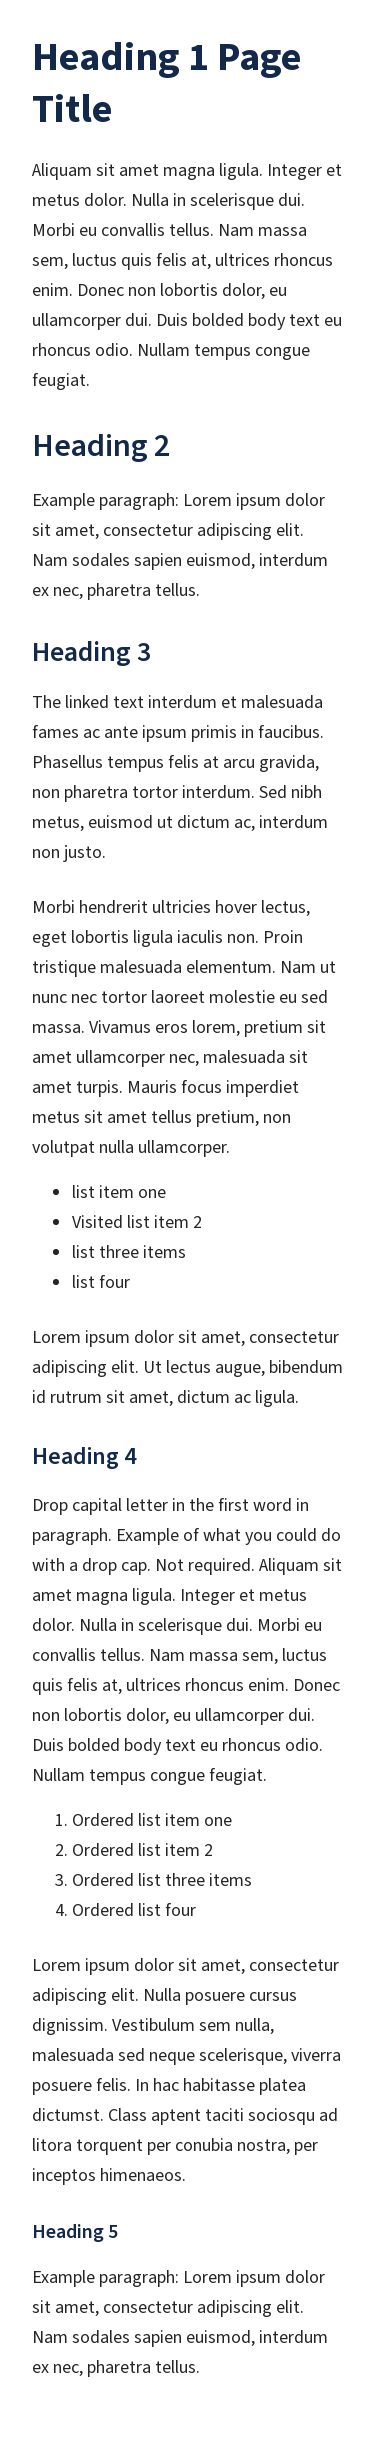 Heading 1 Page
Title
Aliquam sit amet magna ligula. Integer et
metus dolor. Nulla in scelerisque dui.
Morbi eu convallis tellus. Nam massa
sem, luctus quis felis at, ultrices rhoncus
enim. Donec non lobortis dolor, eu
ullamcorper dui. Duis bolded body text eu
rhoncus odio. Nullam tempus congue
feugiat.
Heading 2
Example paragraph: Lorem ipsum dolor
sit amet, consectetur adipiscing elit.
Nam sodales sapien euismod, interdum
ex nec, pharetra tellus.
Heading 3
The linked text interdum et malesuada
fames ac ante ipsum primis in faucibus.
Phasellus tempus felis at arcu gravida,
non pharetra tortor interdum. Sed nibh
metus, euismod ut dictum ac, interdum
non justo.
Morbi hendrerit ultricies hover lectus,
eget lobortis ligula iaculis non. Proin
tristique malesuada elementum. Nam ut
nunc nec tortor laoreet molestie eu sed
massa. Vivamus eros lorem, pretium sit
amet ullamcorper nec, malesuada sit
amet turpis. Mauris focus imperdiet
metus sit amet tellus pretium, non
volutpat nulla ullamcorper.
• list item one
• Visited list item 2
• list three items
• list four
Lorem ipsum dolor sit amet, consectetur
adipiscing elit. Ut lectus augue, bibendum
id rutrum sit amet, dictum ac ligula.
Heading 4
Drop capital letter in the first word in
paragraph. Example of what you could do
with a drop cap. Not required. Aliquam sit
amet magna ligula. Integer et metus
dolor. Nulla in scelerisque dui. Morbi eu
convallis tellus. Nam massa sem, luctus
quis felis at, ultrices rhoncus enim. Donec
non lobortis dolor, eu ullamcorper dui.
Duis bolded body text eu rhoncus odio.
Nullam tempus congue feugiat.
1. Ordered list item one
2. Ordered list item 2
3. Ordered list three items
4. Ordered list four
Lorem ipsum dolor sit amet, consectetur
adipiscing elit. Nulla posuere cursus
dignissim. Vestibulum sem nulla,
malesuada sed neque scelerisque, viverra
posuere felis. In hac habitasse platea
dictumst. Class aptent taciti sociosqu ad
litora torquent per conubia nostra, per
inceptos himenaeos.
Heading 5
Example paragraph: Lorem ipsum dolor
sit amet, consectetur adipiscing elit.
Nam sodales sapien euismod, interdum
ex nec, pharetra tellus.